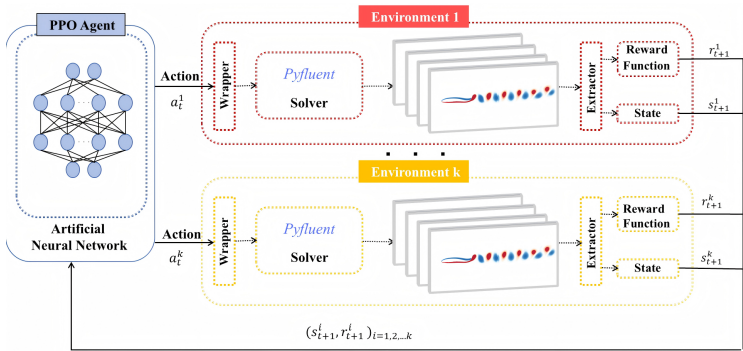 PPO Agent
Artificial
Neural Network
Action
$a_t^1$
Environment 1
Wrapper
Pyfluent
Solver
Extractor
Reward
Function
State
$r_{t+1}^1$
$s_{t+1}^1$
. . .
Action
$a_t^k$
Environment k
Wrapper
Pyfluent
Solver
Extractor
Reward
Function
State
$r_{t+1}^k$
$s_{t+1}^k$
$(s_{t+1}^i, r_{t+1}^i)_{i=1,2,...k}$